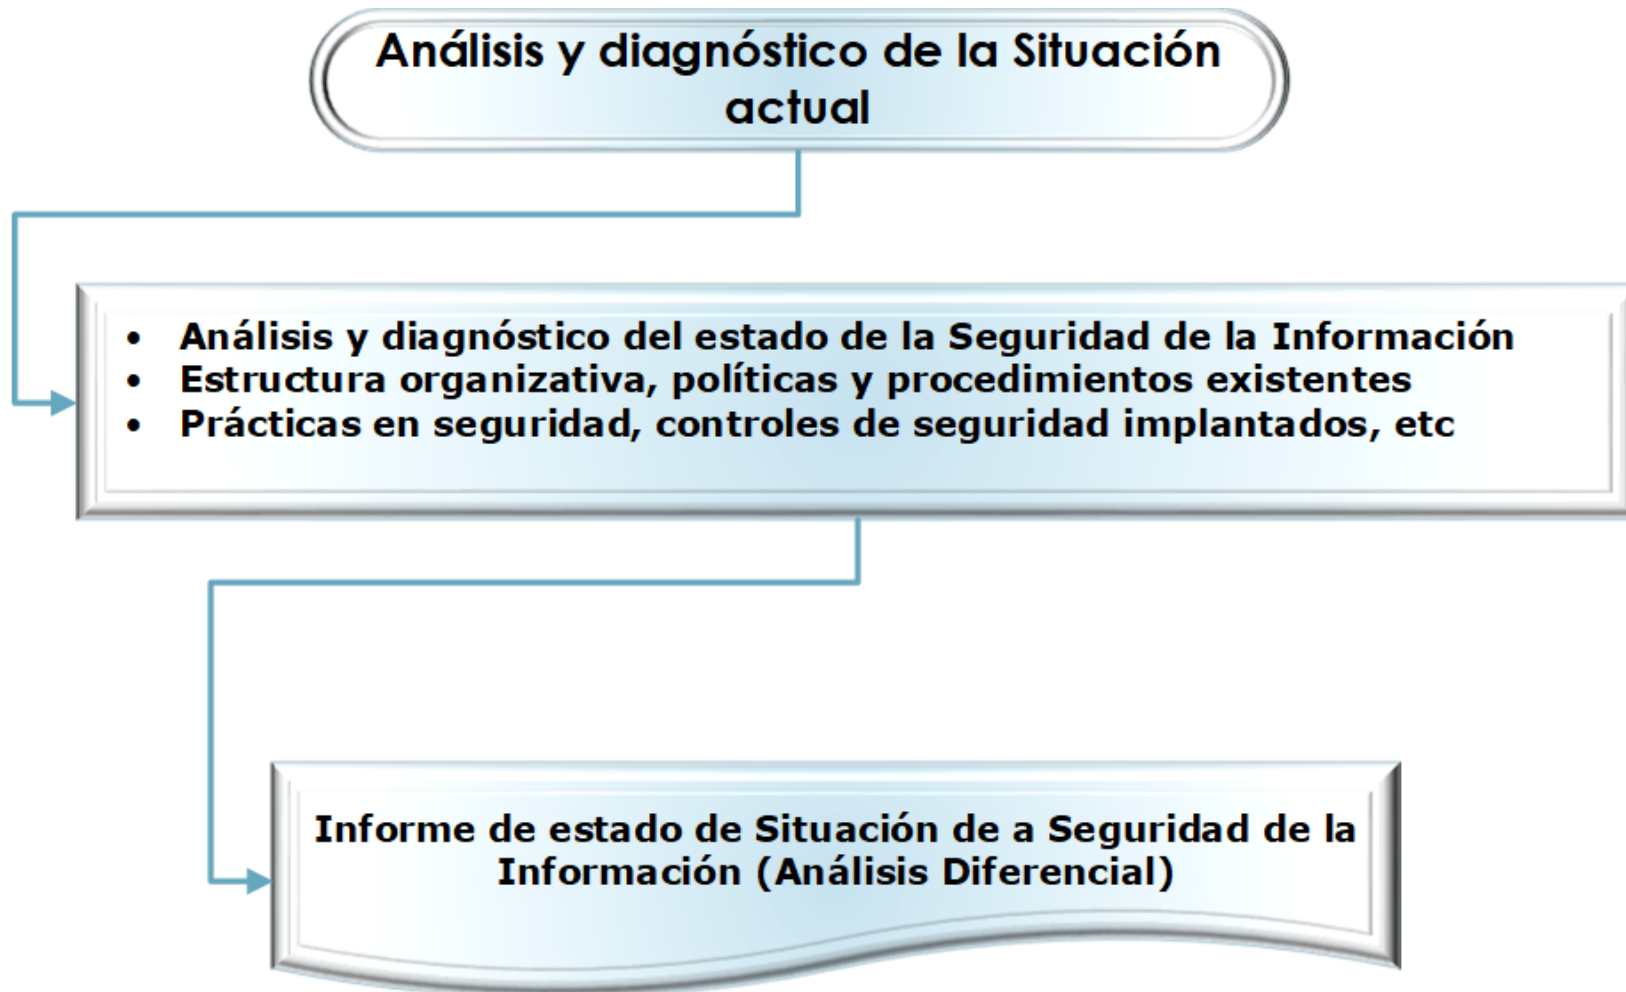 Análisis y diagnóstico de la Situación
actual
• Análisis y diagnóstico del estado de la Seguridad de la Información
• Estructura organizativa, políticas y procedimientos existentes
• Prácticas en seguridad, controles de seguridad implantados, etc
Informe de estado de Situación de a Seguridad de la
Información (Análisis Diferencial)